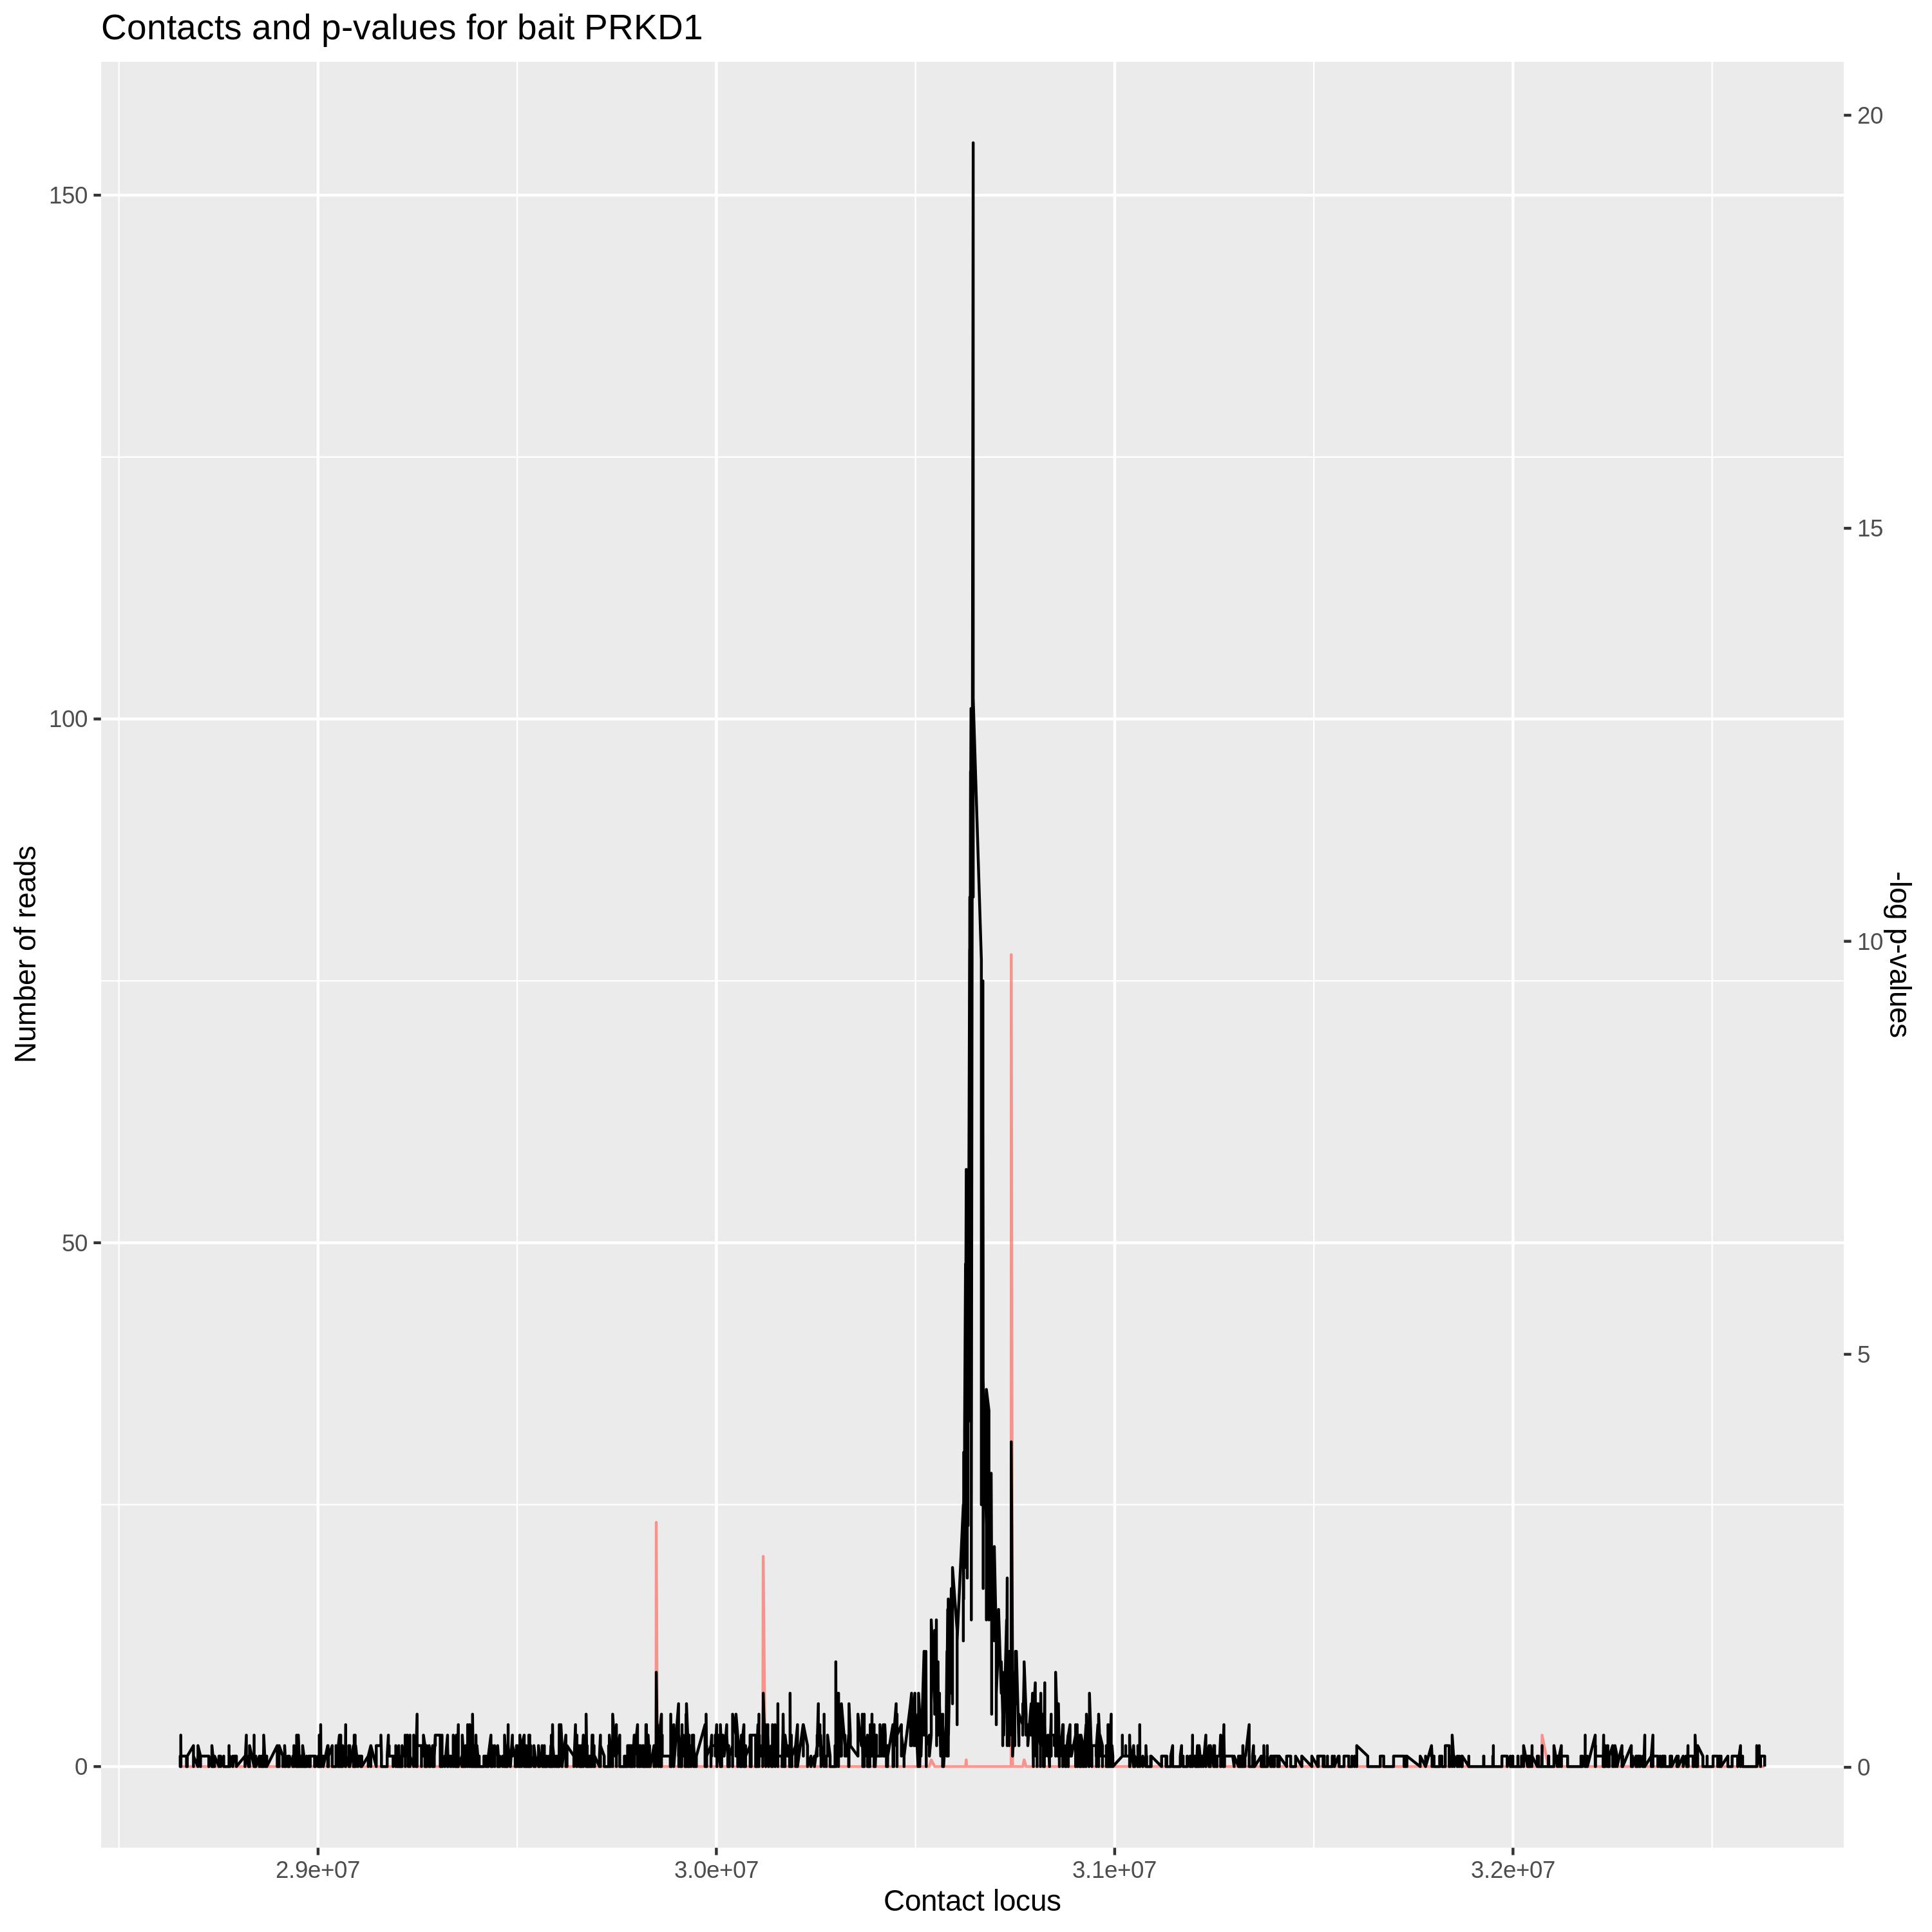 Contacts and p-values for bait PRKD1
150
100
50
0
Number of reads
20
15
10
5
0
-log p-values
2.9e+07
3.0e+07
3.1e+07
3.2e+07
Contact locus